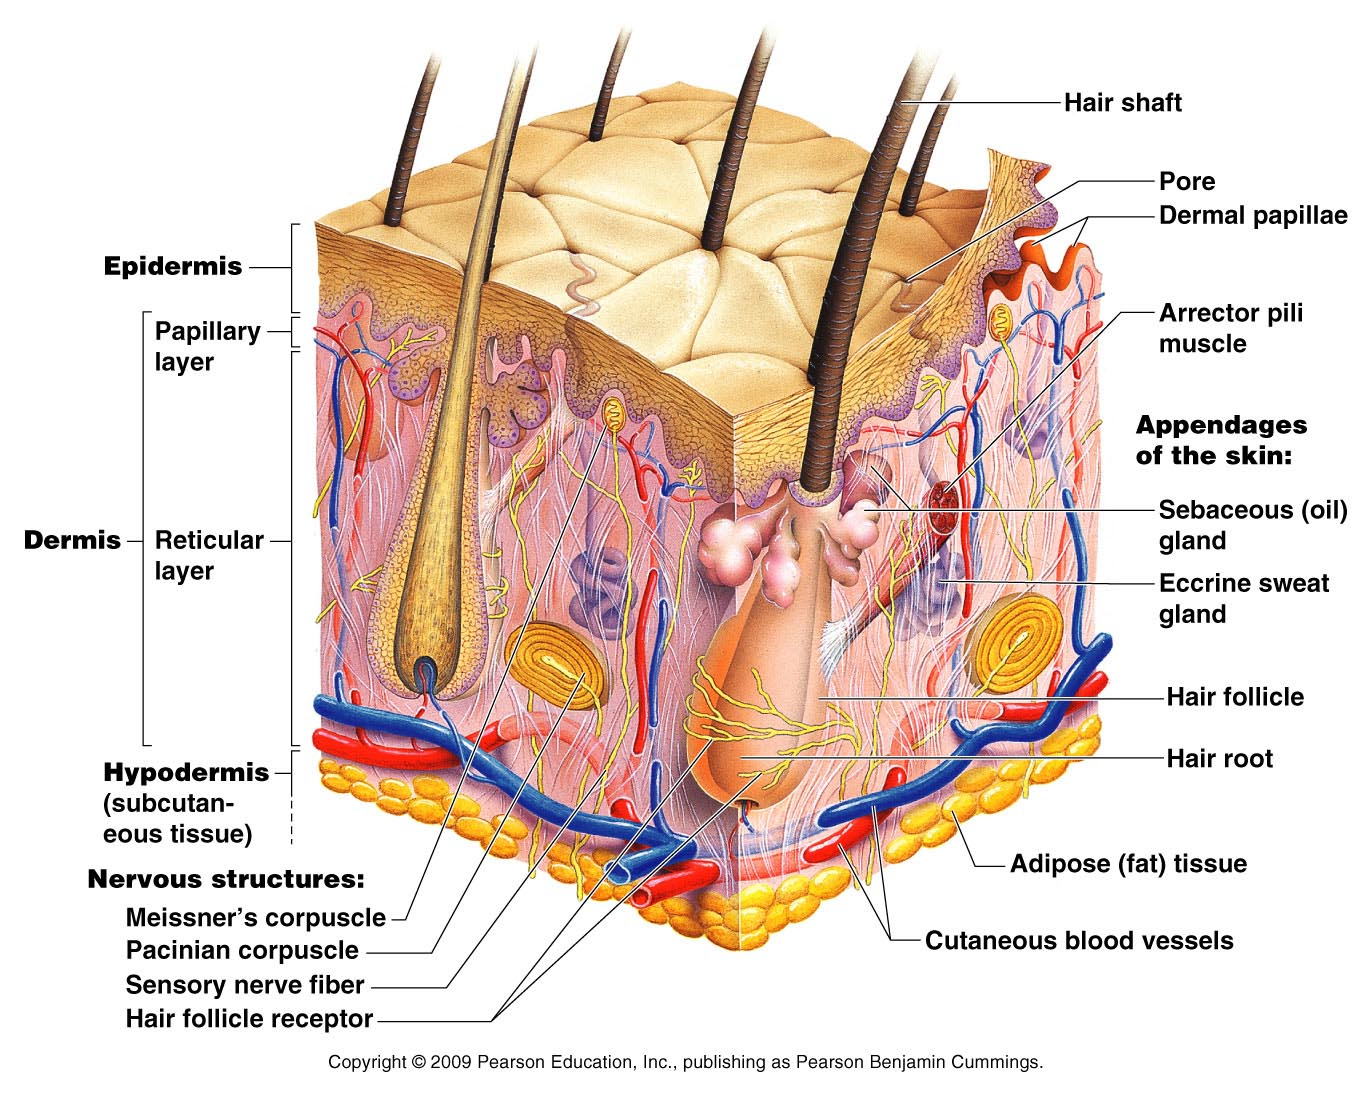 Hair shaft
Pore
Dermal papillae
Epidermis
Papillary
layer
Arrector pili
muscle
Appendages
of the skin:
Sebaceous (oil)
gland
Dermis
Reticular
layer
Eccrine sweat
gland
Hair follicle
Hair root
Hypodermis
(subcutan-
eous tissue)
Adipose (fat) tissue
Nervous structures:
Meissner’s corpuscle
Cutaneous blood vessels
Pacinian corpuscle
Sensory nerve fiber
Hair follicle receptor
Copyright © 2009 Pearson Education, Inc., publishing as Pearson Benjamin Cummings.